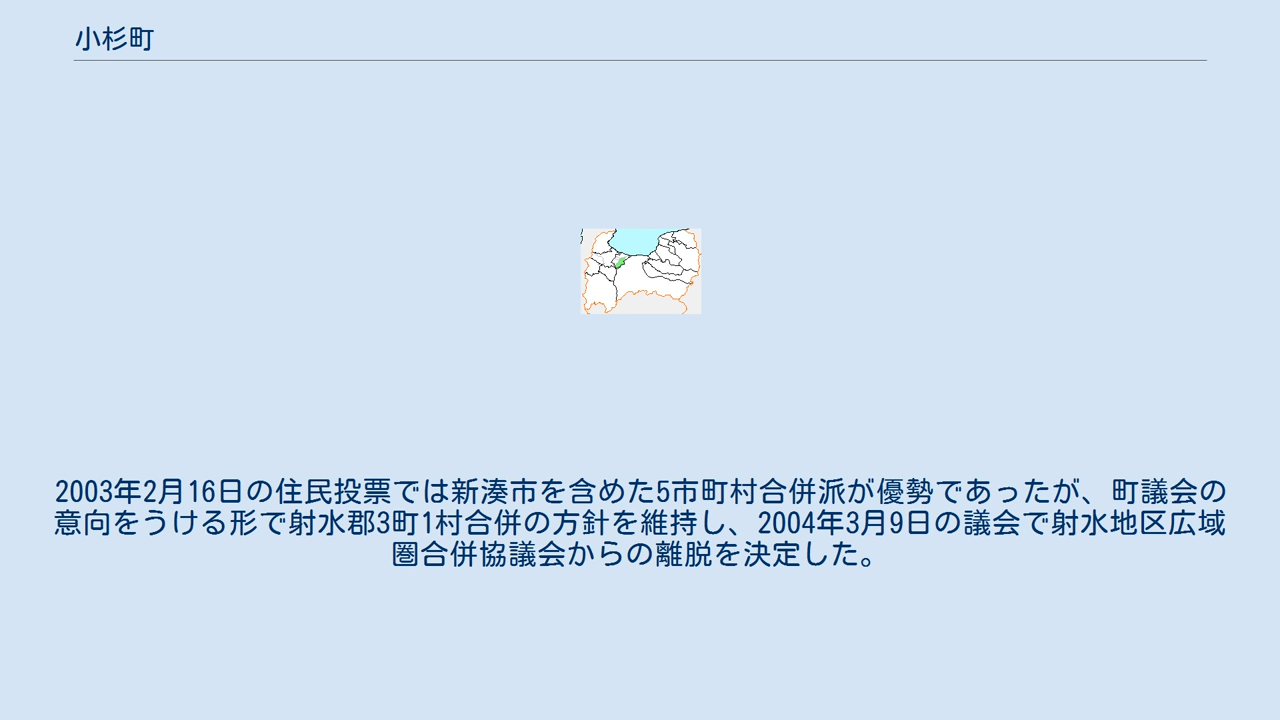 小杉町
2003年2月16日の住民投票では新湊市を含めた5市町村合併派が優勢であったが、町議会の
意向をうける形で射水郡3町1村合併の方針を維持し、2004年3月9日の議会で射水地区広域
圏合併協議会からの離脱を決定した。